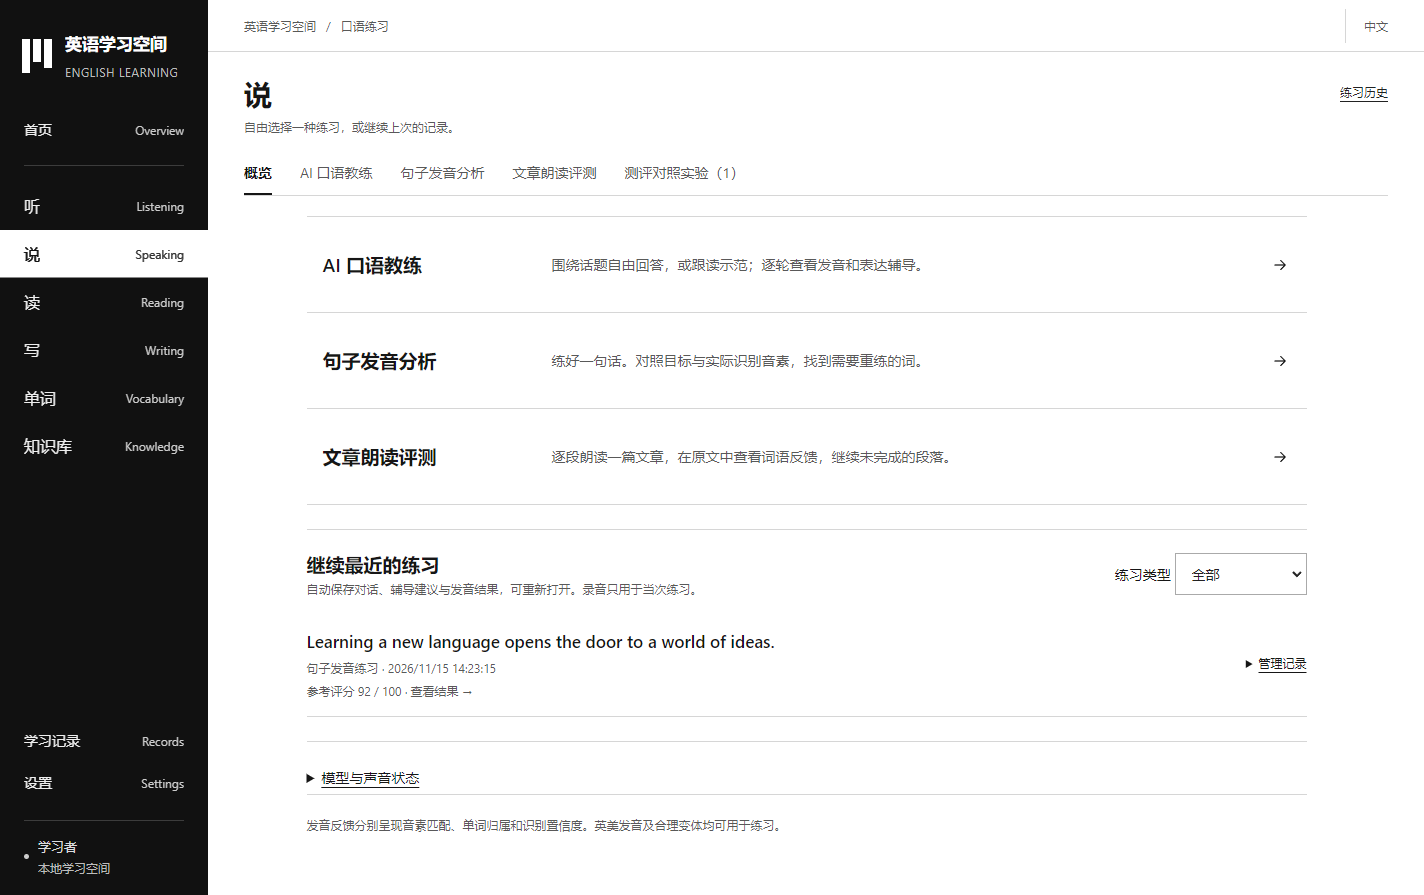 英语学习空间
ENGLISH LEARNING
首页 Overview
听 Listening
说 Speaking
读 Reading
写 Writing
单词 Vocabulary
知识库 Knowledge
学习记录 Records
设置 Settings
学习者
本地学习空间
英语学习空间 / 口语练习
中文
说
练习历史
自由选择一种练习，或继续上次的记录。
概览 AI 口语教练 句子发音分析 文章朗读评测 测评对照实验（1）
AI 口语教练 围绕话题自由回答，或跟读示范；逐轮查看发音和表达辅导。 →
句子发音分析 练好一句话。对照目标与实际识别音素，找到需要重练的词。 →
文章朗读评测 逐段朗读一篇文章，在原文中查看词语反馈，继续未完成的段落。 →
继续最近的练习
自动保存对话、辅导建议与发音结果，可重新打开。录音只用于当次练习。
练习类型 全部
Learning a new language opens the door to a world of ideas.
句子发音练习 · 2026/11/15 14:23:15
参考评分 92 / 100 · 查看结果 →
▶ 管理记录
▶ 模型与声音状态
发音反馈分别呈现音素匹配、单词归属和识别置信度。英美发音及合理变体均可用于练习。